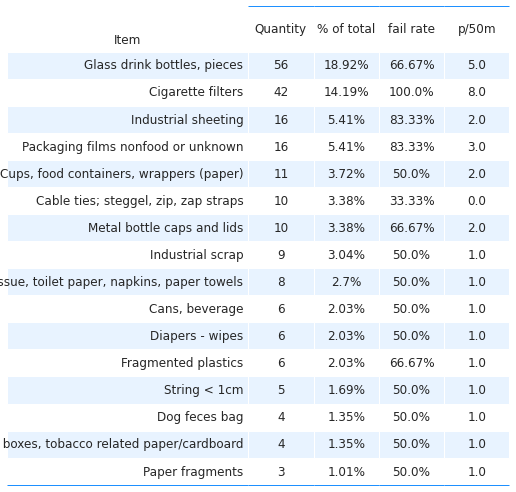 Item Quantity % of total fail rate p/50m
Glass drink bottles, pieces 56 18.92% 66.67% 5.0
Cigarette filters 42 14.19% 100.0% 8.0
Industrial sheeting 16 5.41% 83.33% 2.0
Packaging films nonfood or unknown 16 5.41% 83.33% 3.0
Cups, food containers, wrappers (paper) 11 3.72% 50.0% 2.0
Cable ties; steggel, zip, zap straps 10 3.38% 33.33% 0.0
Metal bottle caps and lids 10 3.38% 66.67% 2.0
Industrial scrap 9 3.04% 50.0% 1.0
ssue, toilet paper, napkins, paper towels 8 2.7% 50.0% 1.0
Cans, beverage 6 2.03% 50.0% 1.0
Diapers - wipes 6 2.03% 50.0% 1.0
Fragmented plastics 6 2.03% 66.67% 1.0
String < 1cm 5 1.69% 50.0% 1.0
Dog feces bag 4 1.35% 50.0% 1.0
boxes, tobacco related paper/cardboard 4 1.35% 50.0% 1.0
Paper fragments 3 1.01% 50.0% 1.0